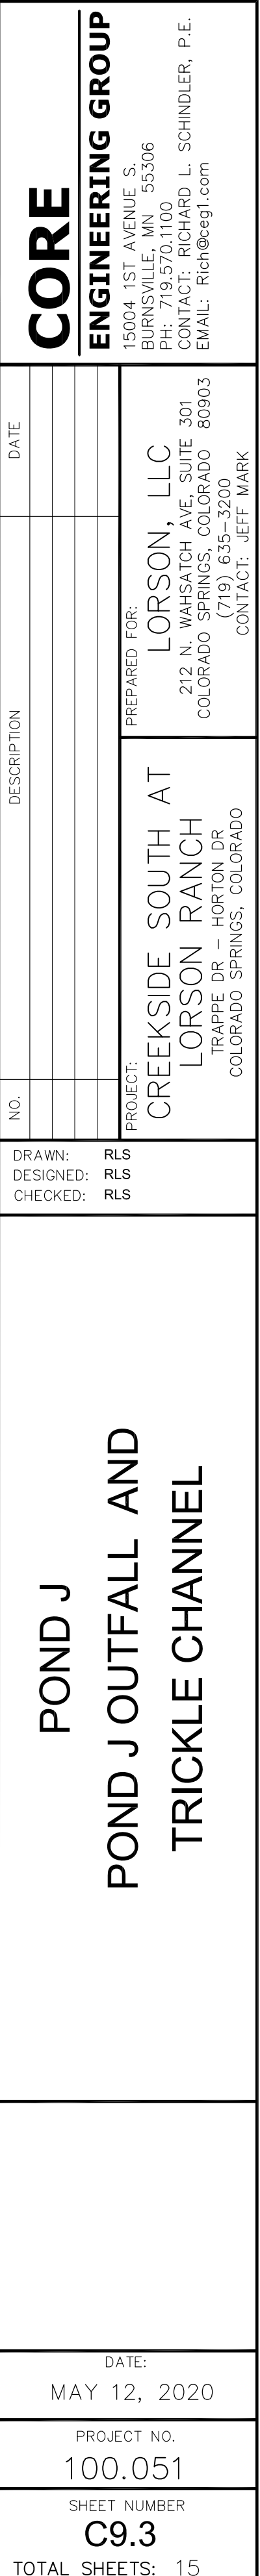 CORE
ENGINEERING GROUP
15004 1ST AVENUE S.
BURNSVILLE, MN 55306
PH: 719.570.1100
CONTACT: RICHARD L. SCHINDLER, P.E.
EMAIL: Rich@ceg1.com
NO. DESCRIPTION DATE
PREPARED FOR:
LORSON, LLC
212 N. WAHSATCH AVE, SUITE 301
COLORADO SPRINGS, COLORADO 80903
(719) 635-3200
CONTACT: JEFF MARK
PROJECT:
CREEKSIDE SOUTH AT
LORSON RANCH
TRAPPE DR - HORTON DR
COLORADO SPRINGS, COLORADO
DRAWN: RLS
DESIGNED: RLS
CHECKED: RLS
POND J
POND J OUTFALL AND
TRICKLE CHANNEL
DATE:
MAY 12, 2020
PROJECT NO.
100.051
SHEET NUMBER
C9.3
TOTAL SHEETS: 15